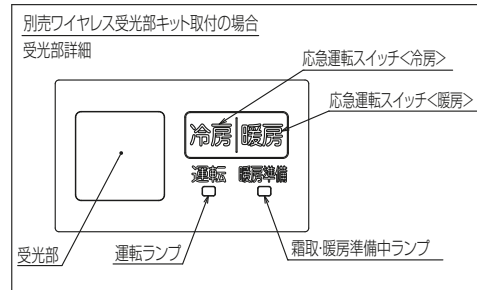 別売ワイヤレス受光部キット取付の場合
受光部詳細
応急運転スイッチ<冷房>
応急運転スイッチ<暖房>
冷房 暖房
運転 暖房準備
受光部
運転ランプ
霜取・暖房準備中ランプ